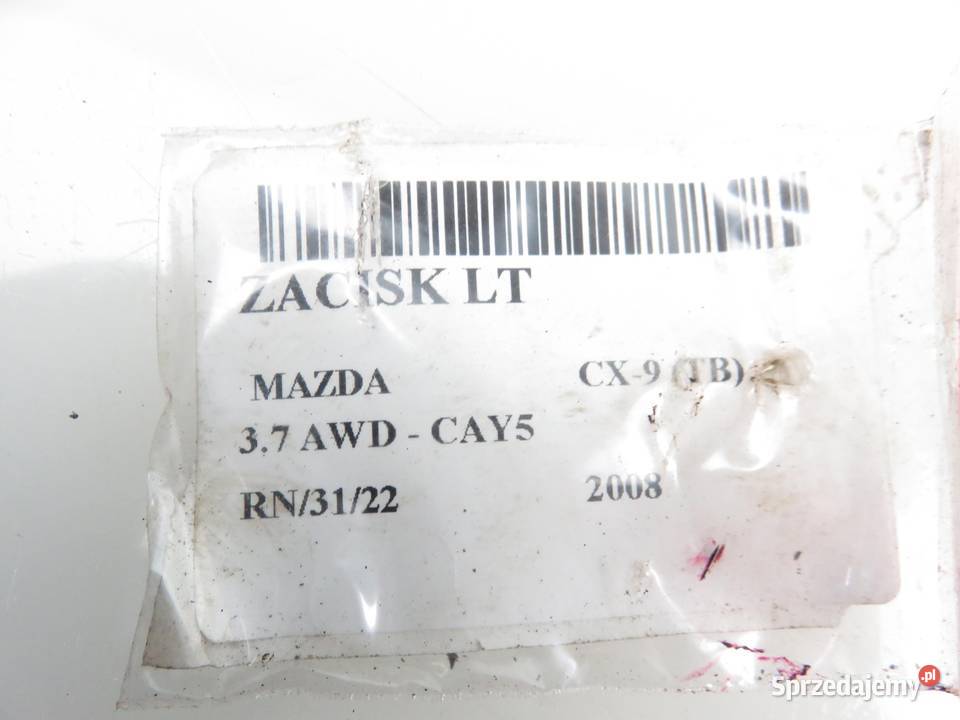 ZACISK LT
MAZDA CX-9 (TB)
3.7 AWD - CAY5
RN/31/22 2008
Sprzedajemy.pl